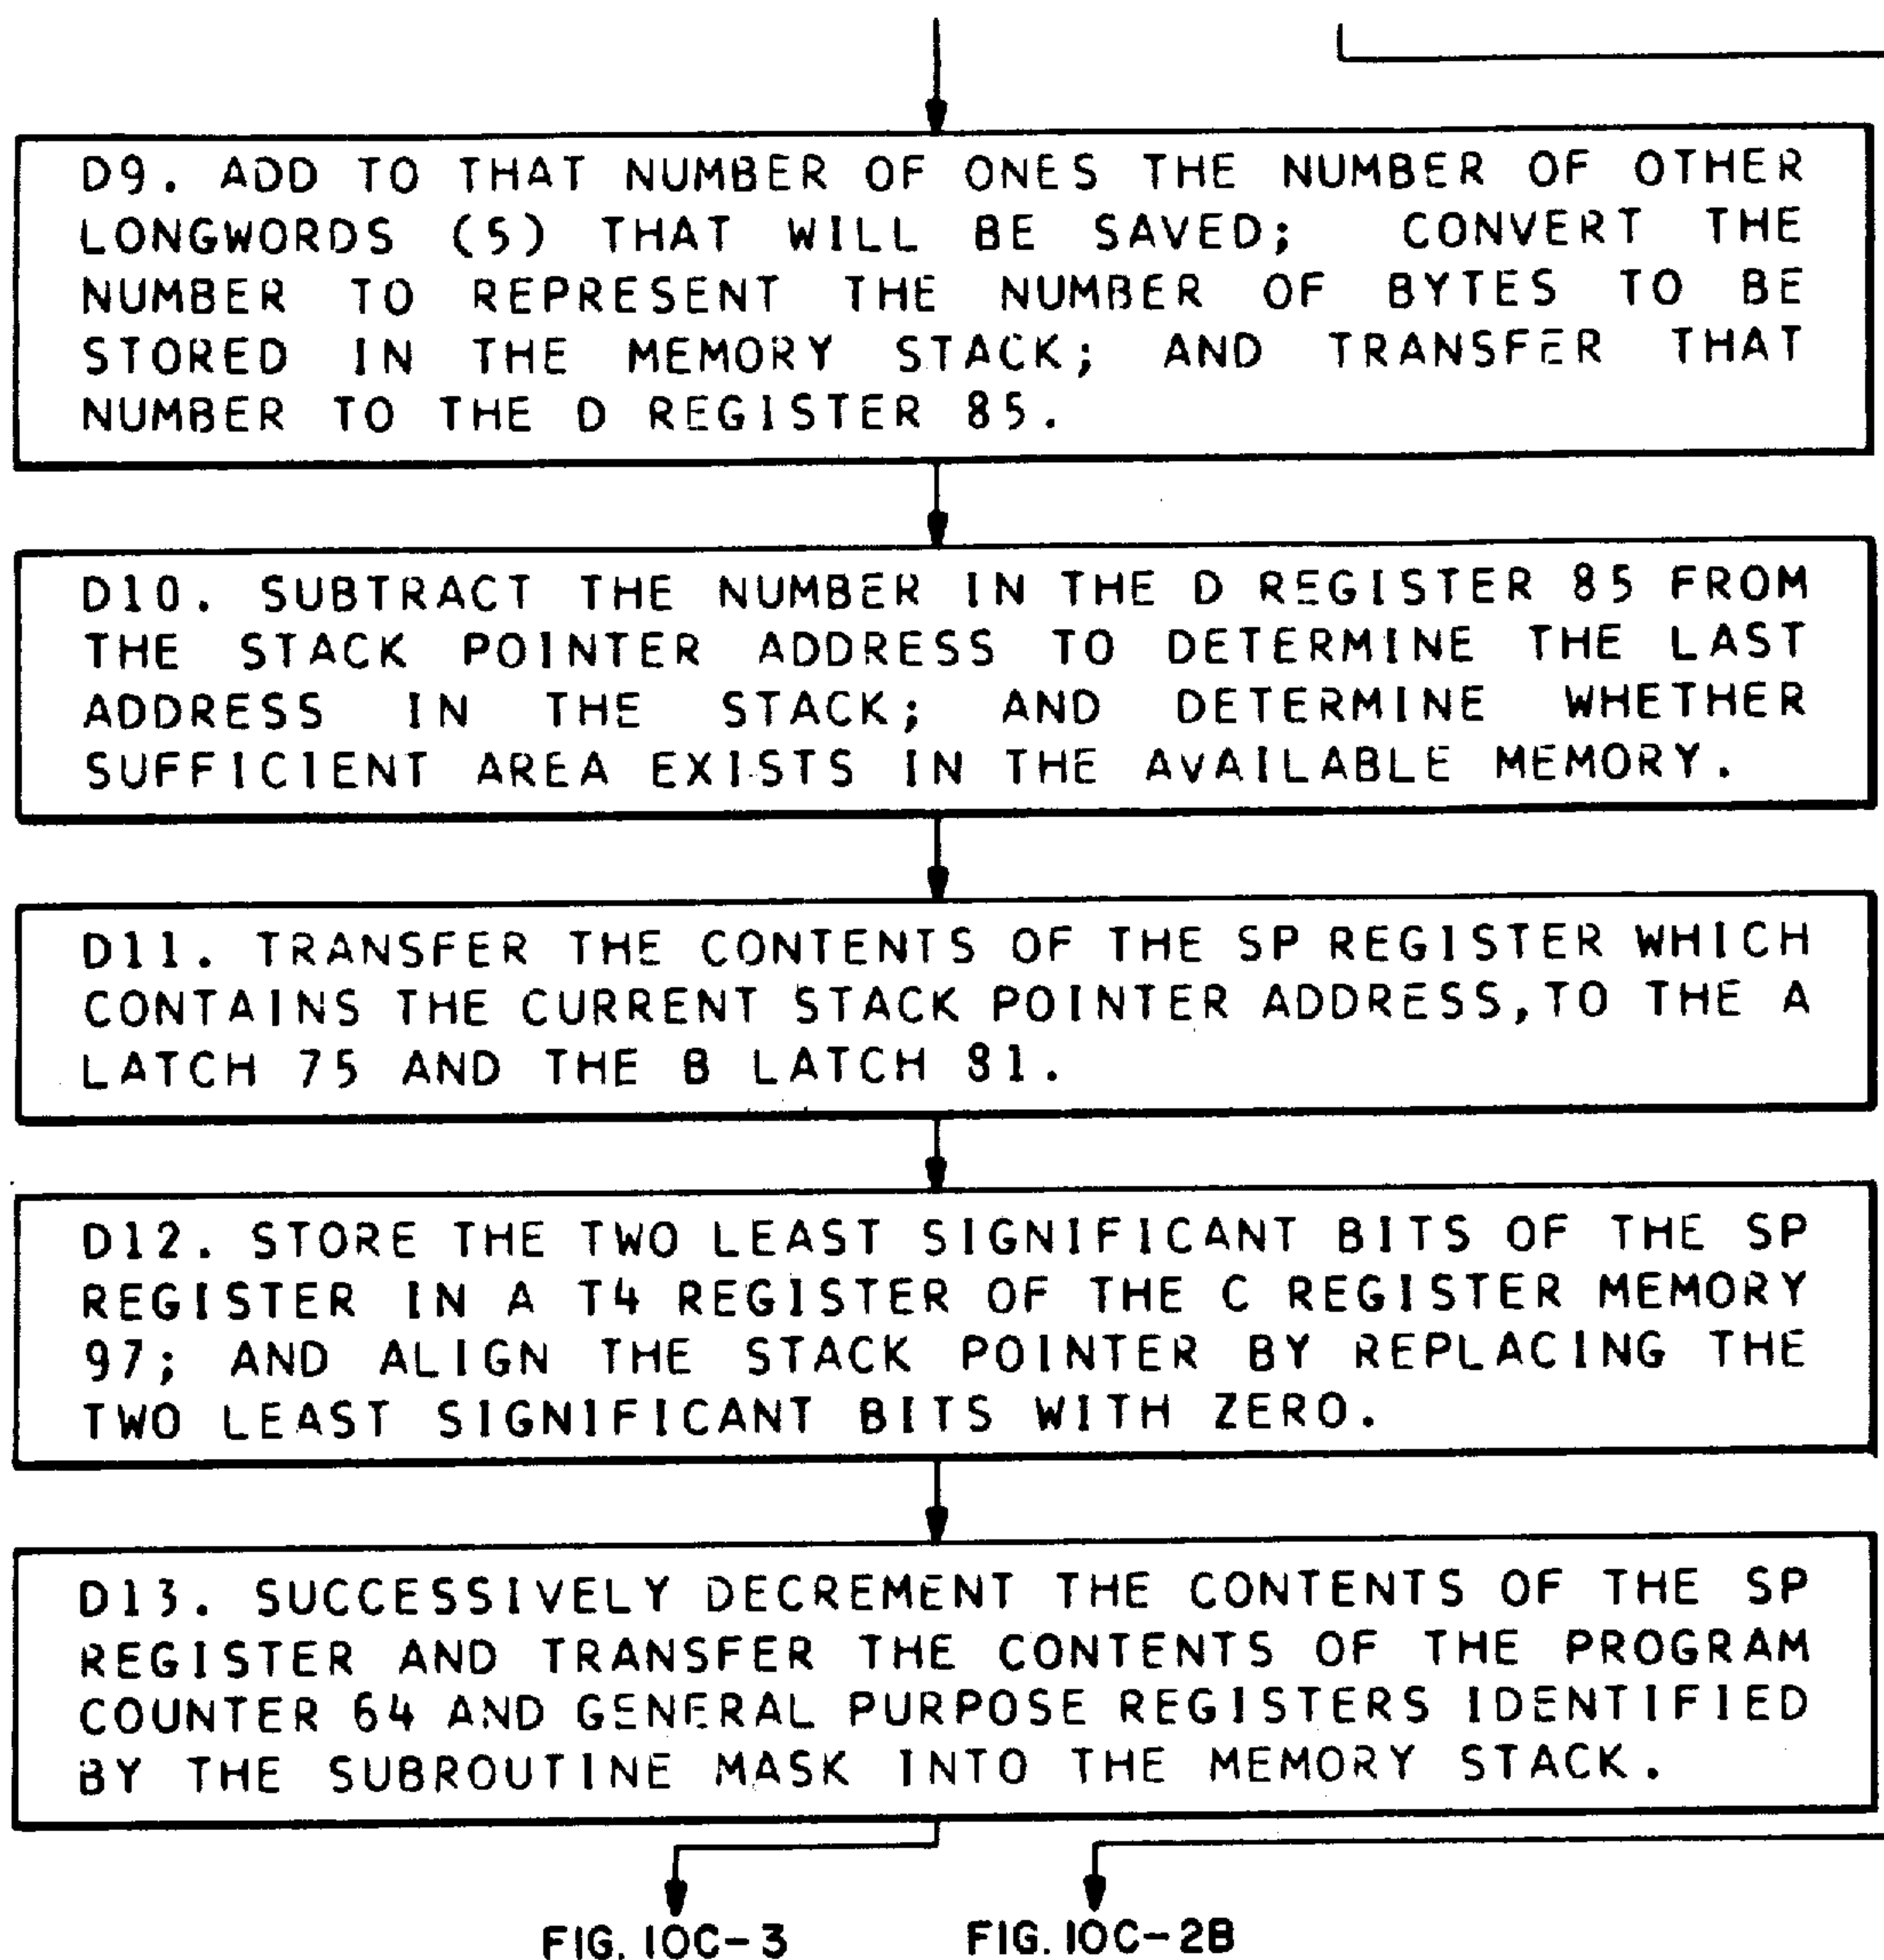 D9. ADD TO THAT NUMBER OF ONES THE NUMBER OF OTHER
LONGWORDS (5) THAT WILL BE SAVED; CONVERT THE
NUMBER TO REPRESENT THE NUMBER OF BYTES TO BE
STORED IN THE MEMORY STACK; AND TRANSFER THAT
NUMBER TO THE D REGISTER 85.
D10. SUBTRACT THE NUMBER IN THE D REGISTER 85 FROM
THE STACK POINTER ADDRESS TO DETERMINE THE LAST
ADDRESS IN THE STACK; AND DETERMINE WHETHER
SUFFICIENT AREA EXISTS IN THE AVAILABLE MEMORY.
D11. TRANSFER THE CONTENTS OF THE SP REGISTER WHICH
CONTAINS THE CURRENT STACK POINTER ADDRESS, TO THE A
LATCH 75 AND THE B LATCH 81.
D12. STORE THE TWO LEAST SIGNIFICANT BITS OF THE SP
REGISTER IN A T4 REGISTER OF THE C REGISTER MEMORY
97; AND ALIGN THE STACK POINTER BY REPLACING THE
TWO LEAST SIGNIFICANT BITS WITH ZERO.
D13. SUCCESSIVELY DECREMENT THE CONTENTS OF THE SP
REGISTER AND TRANSFER THE CONTENTS OF THE PROGRAM
COUNTER 64 AND GENERAL PURPOSE REGISTERS IDENTIFIED
BY THE SUBROUTINE MASK INTO THE MEMORY STACK.
FIG. 10C-3 FIG. 10C-2B